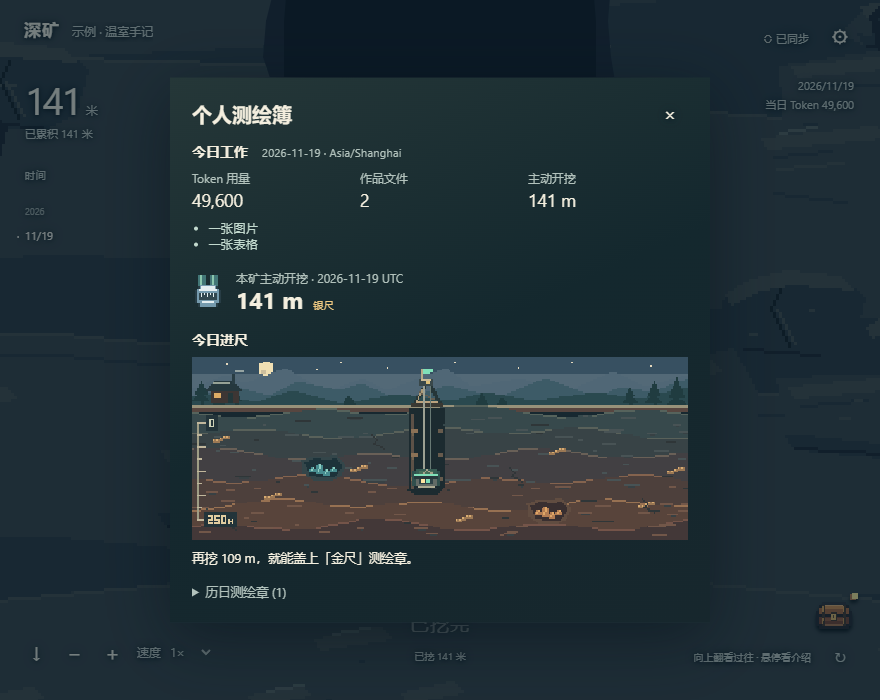 深矿 示例 · 温室手记
已同步
141 米
已累积 141 米
2026/11/19
当日 Token 49,600
时间
2026
11/19
个人测绘簿
×
今日工作 2026-11-19 · Asia/Shanghai
Token 用量 作品文件 主动开挖
49,600 2 141 m
• 一张图片
• 一张表格
本矿主动开挖 · 2026-11-19 UTC
141 m 银尺
今日进尺
0
250M
再挖 109 m，就能盖上「金尺」测绘章。
历日测绘章 (1)
已挖完
速度 1×
已挖 141 米
向上翻看过往 · 悬停看介绍